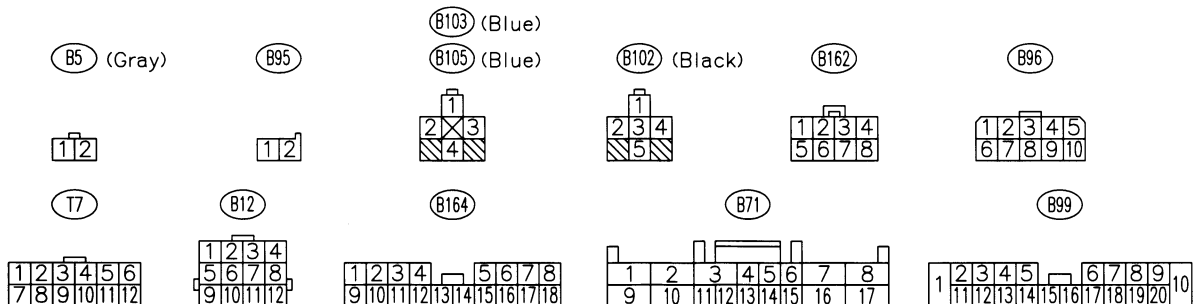 B103 (Blue)
B5 (Gray) B95 B105 (Blue) B102 (Black) B162 B96
1 1
2 3 2 3 4 1 2 3 4 1 2 3 4 5
1 2 1 2 4 5 5 6 7 8 6 7 8 9 10
T7 B12 B164 B71 B99
1 2 3 4
1 2 3 4 5 6 5 6 7 8 1 2 3 4 5 6 7 8 1 2 3 4 5 6 7 8 1 2 3 4 5 6 7 8 9 10
7 8 9 10 11 12 9 10 11 12 9 10 11 12 13 14 15 16 17 18 9 10 11 12 13 14 15 16 17 11 12 13 14 15 16 17 18 19 20